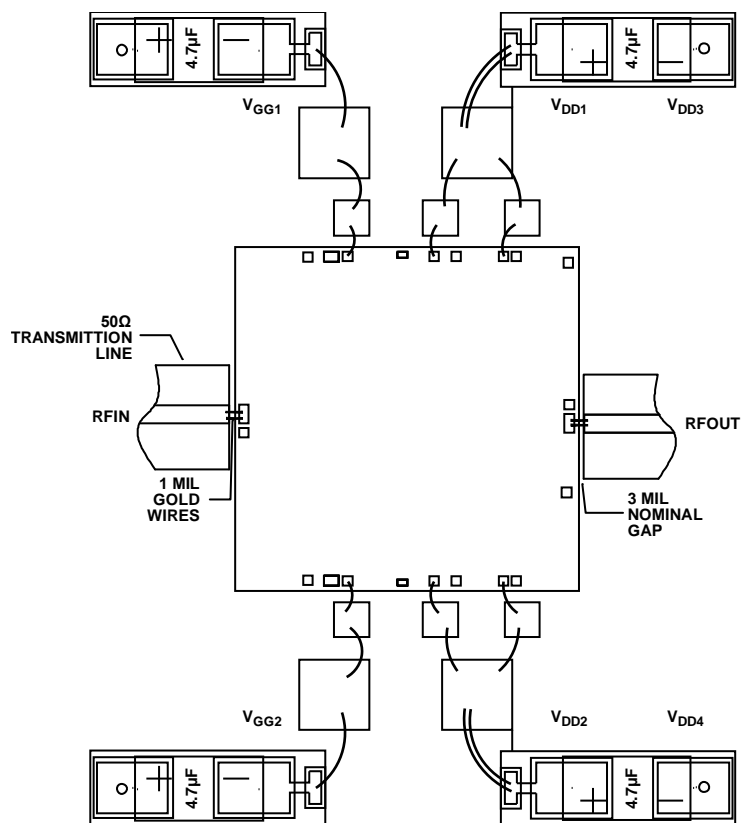 4.7µF
4.7µF
VGG1
VDD1
VDD3
50Ω
TRANSMITTION
LINE
RFIN
RFOUT
1 MIL
GOLD
WIRES
3 MIL
NOMINAL
GAP
VGG2
VDD2
VDD4
4.7µF
4.7µF